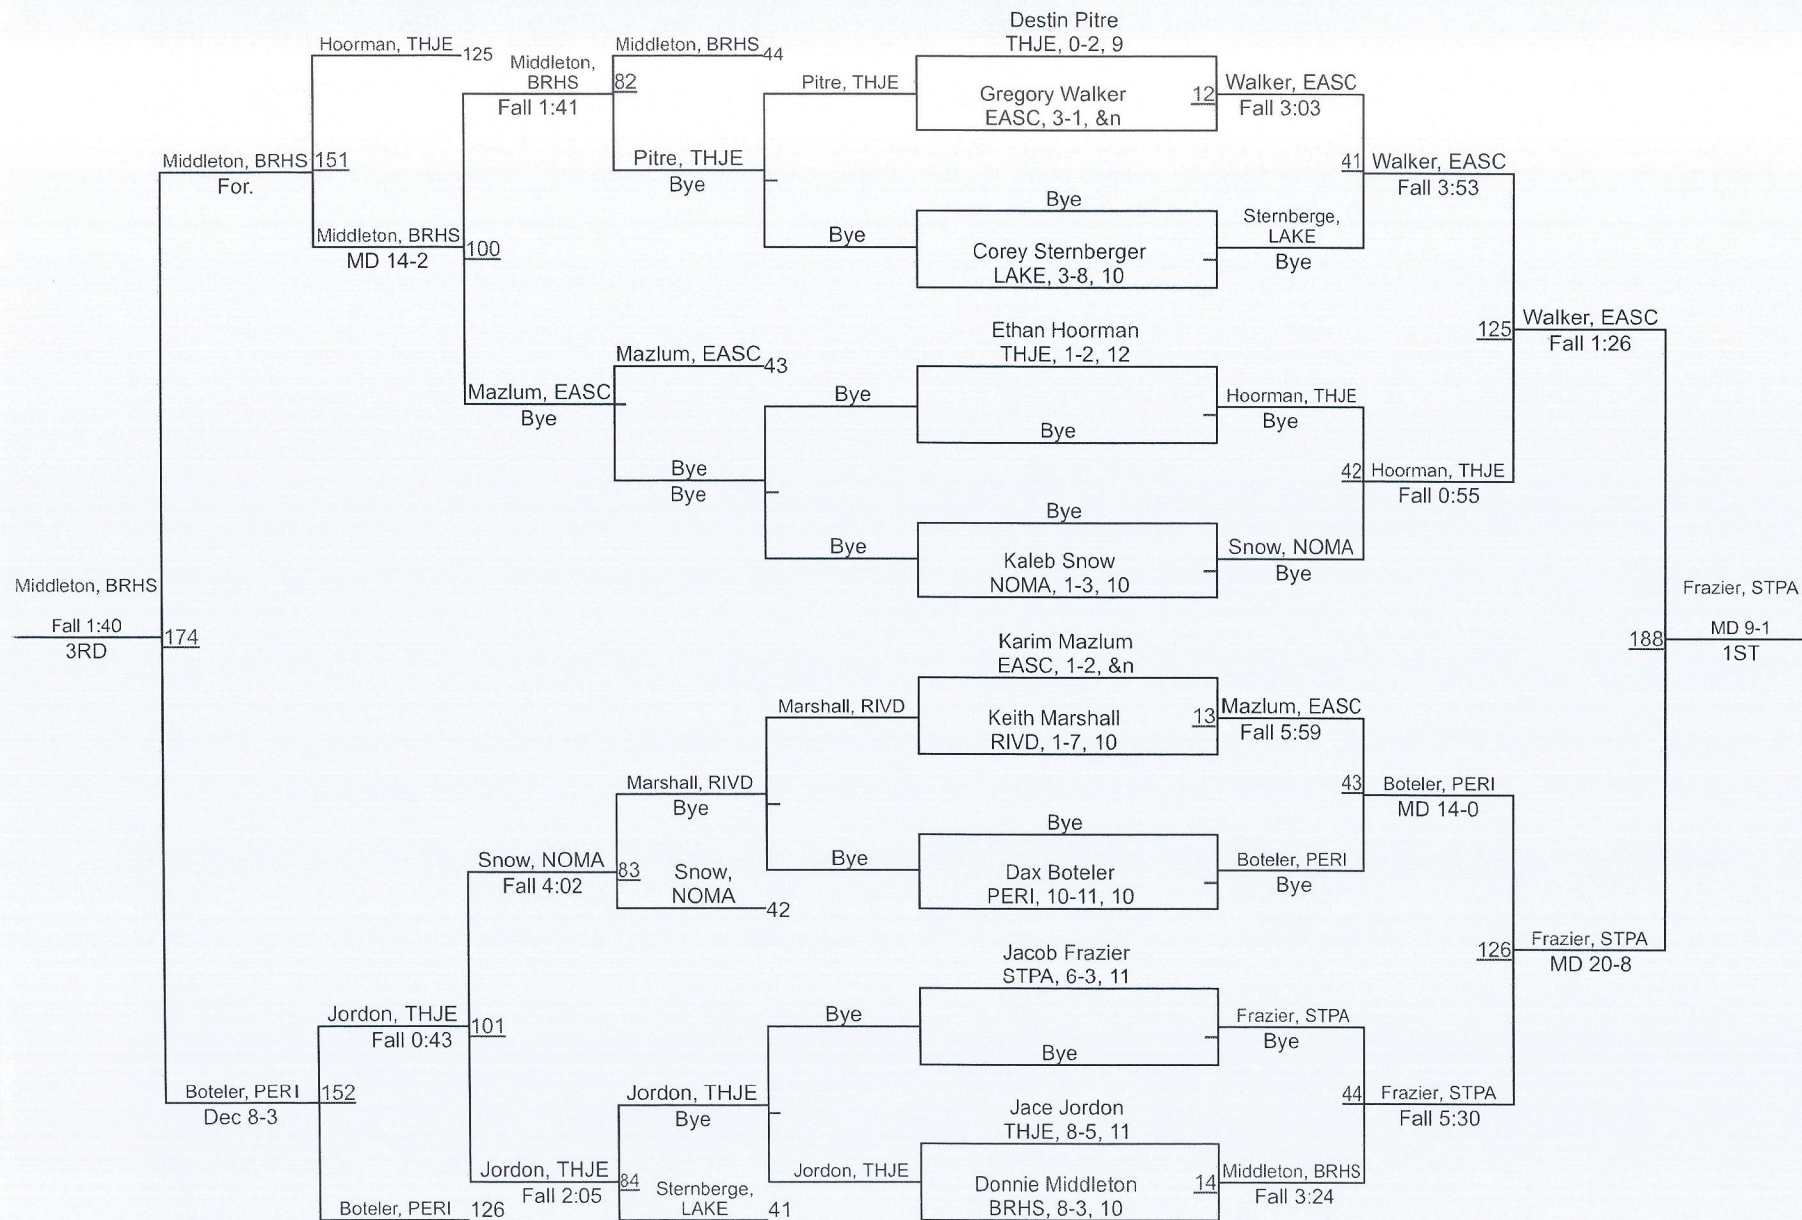 Destin Pitre
THJE, 0-2, 9
Hoorman, THJE
125
Middleton,
BRHS
82
Fall 1:41
Middleton, BRHS
44
Pitre, THJE
Gregory Walker
EASC, 3-1, &n
12
Walker, EASC
Fall 3:03
Middleton, BRHS
151
For.
Pitre, THJE
Bye
41
Walker, EASC
Fall 3:53
Bye
Middleton, BRHS
100
MD 14-2
Bye
Corey Sternberger
LAKE, 3-8, 10
Sternberge,
LAKE
Bye
Ethan Hoorman
THJE, 1-2, 12
125
Walker, EASC
Fall 1:26
Mazlum, EASC
43
Mazlum, EASC
Bye
Bye
Bye
Hoorman, THJE
Bye
Bye
Bye
42
Hoorman, THJE
Fall 0:55
Bye
Bye
Kaleb Snow
NOMA, 1-3, 10
Snow, NOMA
Bye
Middleton, BRHS
Fall 1:40
3RD
174
Frazier, STPA
188
MD 9-1
1ST
Karim Mazlum
EASC, 1-2, &n
Marshall, RIVD
Keith Marshall
RIVD, 1-7, 10
13
Mazlum, EASC
Fall 5:59
Marshall, RIVD
Bye
43
Boteler, PERI
MD 14-0
Bye
Snow, NOMA
Fall 4:02
83
Snow,
NOMA
42
Bye
Dax Boteler
PERI, 10-11, 10
Boteler, PERI
Bye
Jacob Frazier
STPA, 6-3, 11
126
Frazier, STPA
MD 20-8
Jordon, THJE
Fall 0:43
101
Bye
Bye
Frazier, STPA
Bye
Boteler, PERI
152
Dec 8-3
Jordon, THJE
Bye
Jace Jordon
THJE, 8-5, 11
44
Frazier, STPA
Fall 5:30
Jordon, THJE
Fall 2:05
84
Sternberge,
LAKE
41
Jordon, THJE
Donnie Middleton
BRHS, 8-3, 10
14
Middleton, BRHS
Fall 3:24
Boteler, PERI
126